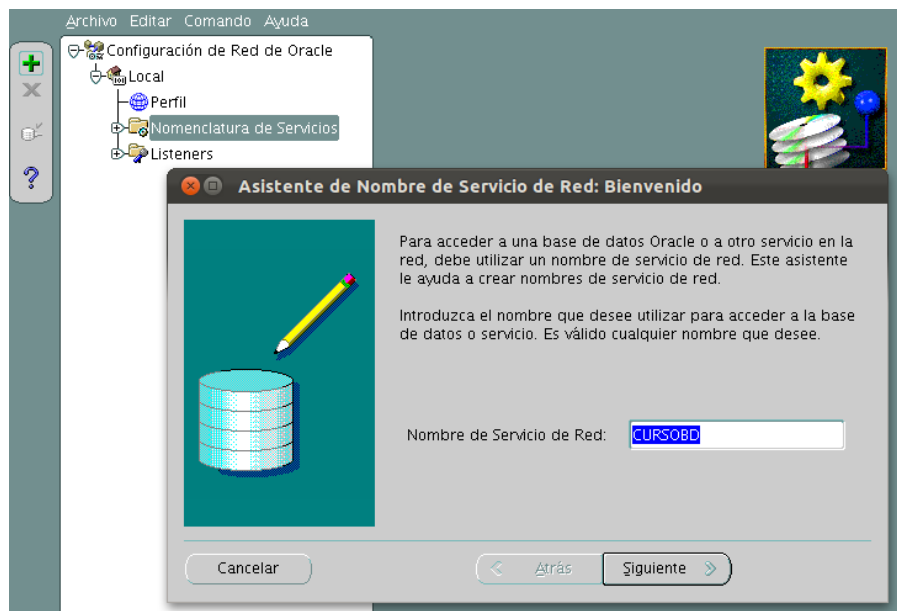 Archivo Editar Comando Ayuda
Configuración de Red de Oracle
Local
Perfil
Nomenclatura de Servicios
Listeners
Asistente de Nombre de Servicio de Red: Bienvenido
Para acceder a una base de datos Oracle o a otro servicio en la
red, debe utilizar un nombre de servicio de red. Este asistente
le ayuda a crear nombres de servicio de red.
Introduzca el nombre que desee utilizar para acceder a la base
de datos o servicio. Es válido cualquier nombre que desee.
Nombre de Servicio de Red: CURSOBD
Cancelar
Atrás
Siguiente